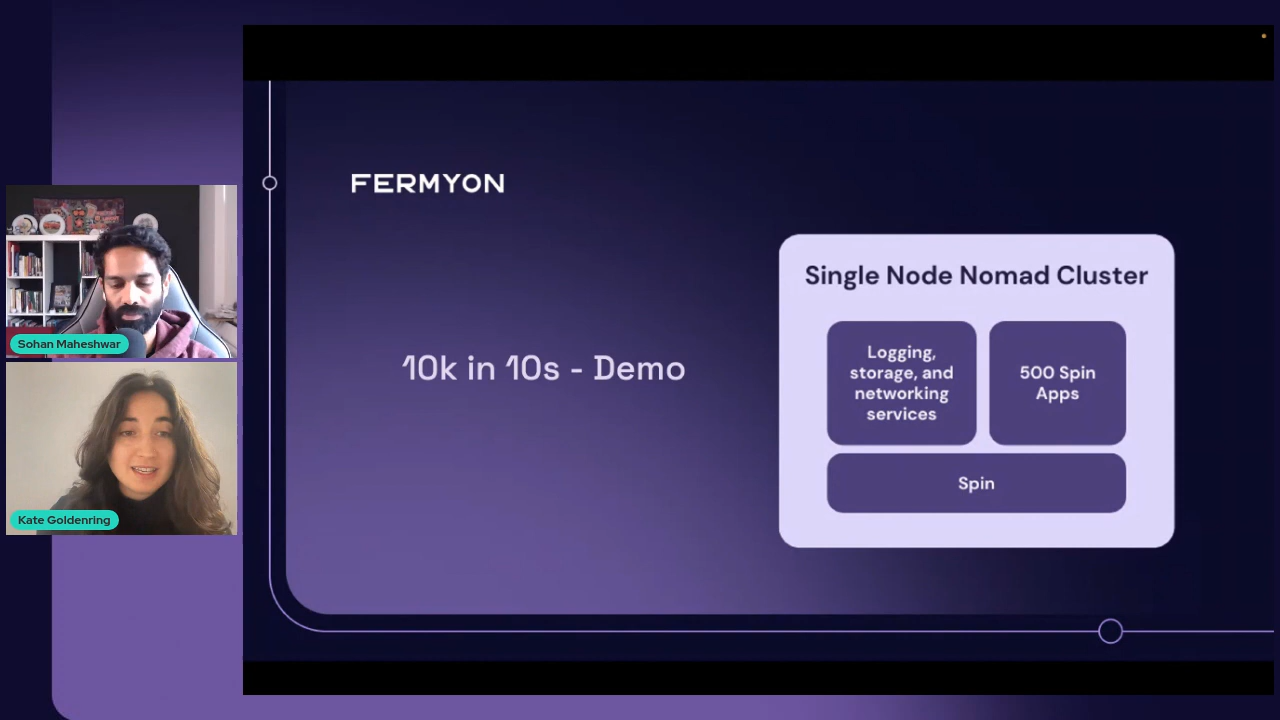 FERMYON
10k in 10s - Demo
Single Node Nomad Cluster
Logging,
storage, and
networking
services
500 Spin
Apps
Spin
Sohan Maheshwar
Kate Goldenring